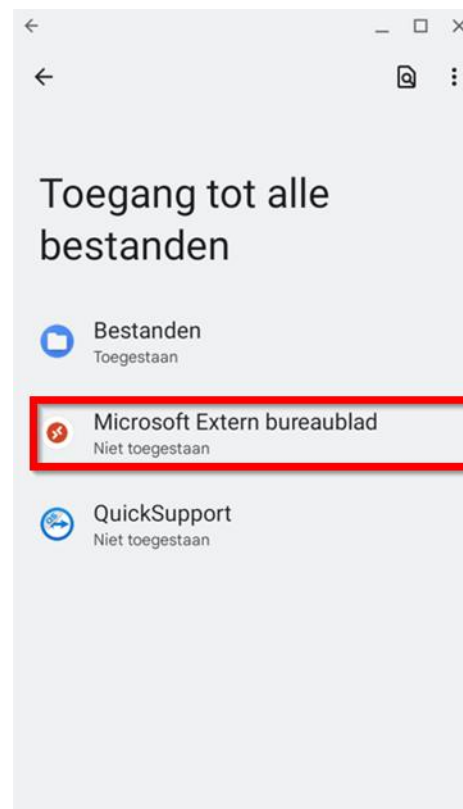 Toegang tot alle
bestanden
Bestanden
Toegestaan
Microsoft Extern bureaublad
Niet toegestaan
QuickSupport
Niet toegestaan